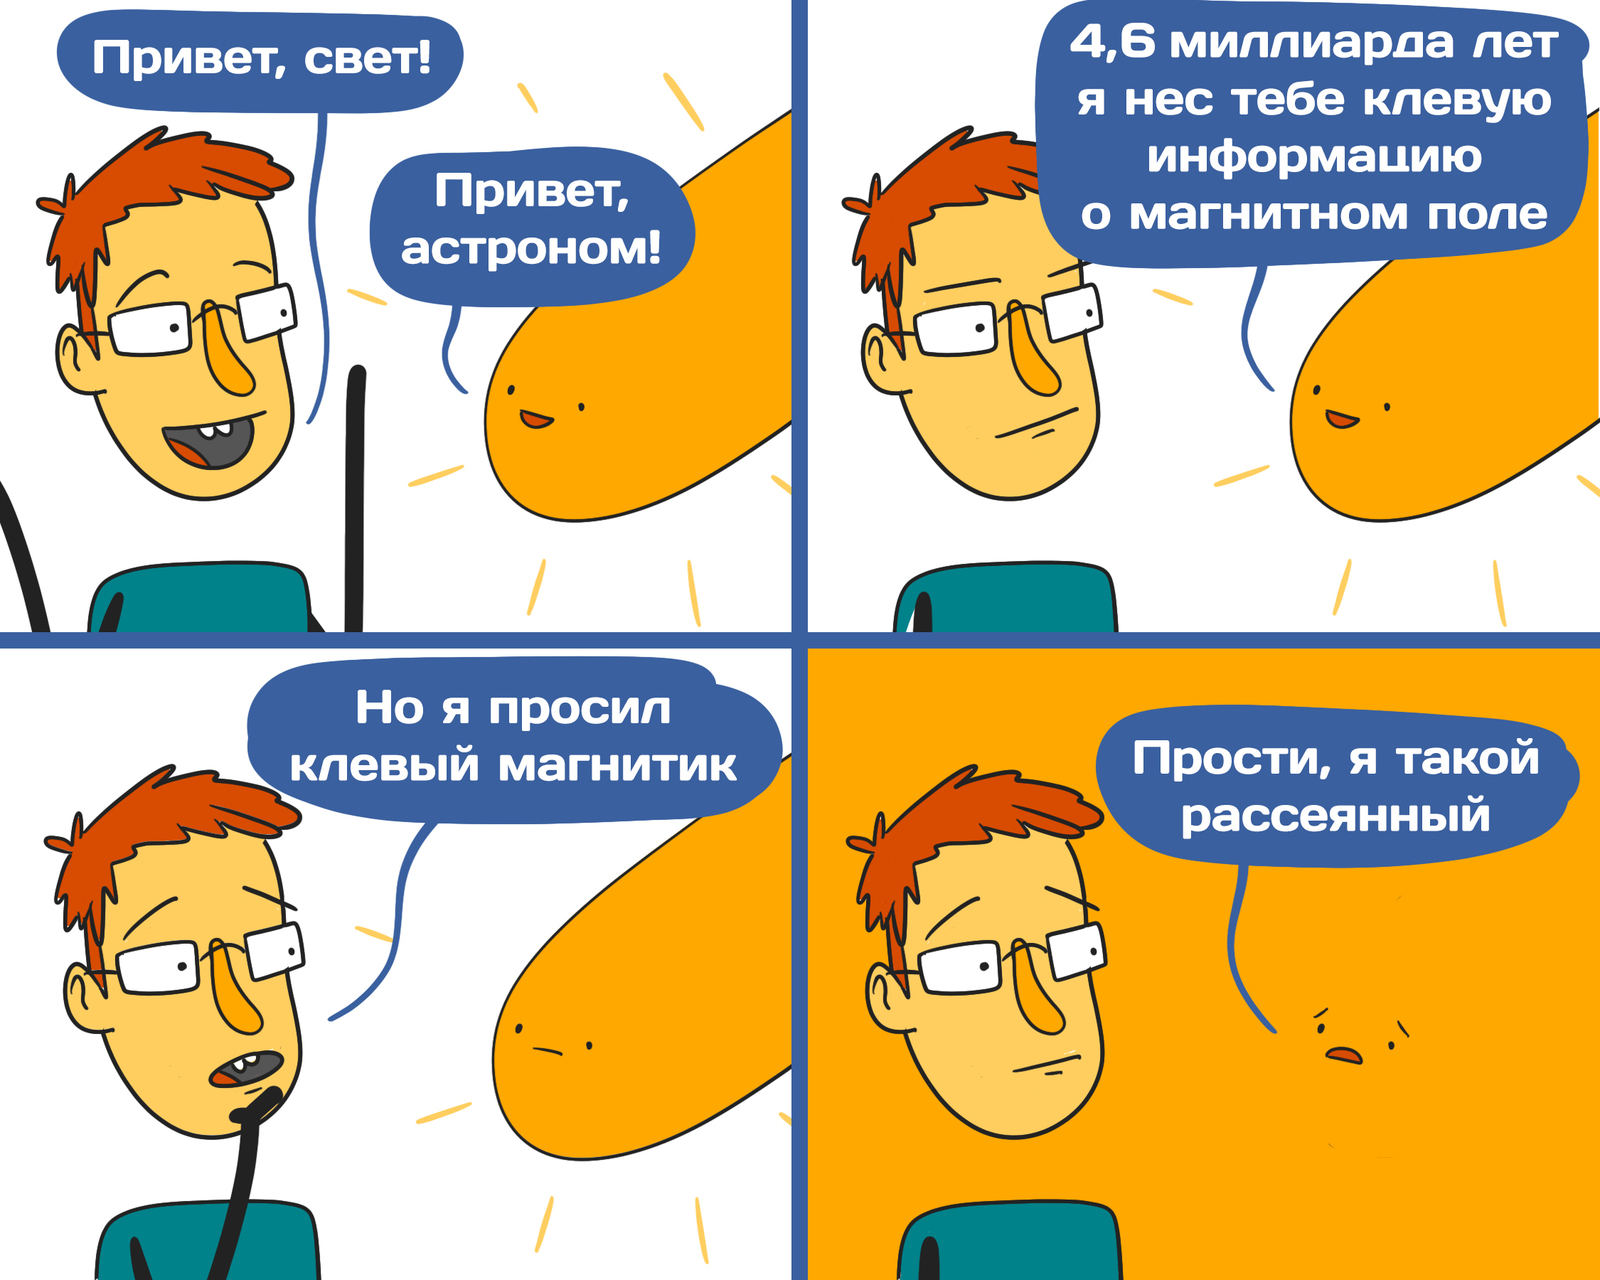 Привет, свет!
Привет,
астроном!
4,6 миллиарда лет
я нес тебе клевую
информацию
о магнитном поле
Но я просил
клевый магнитик
Прости, я такой
рассеянный